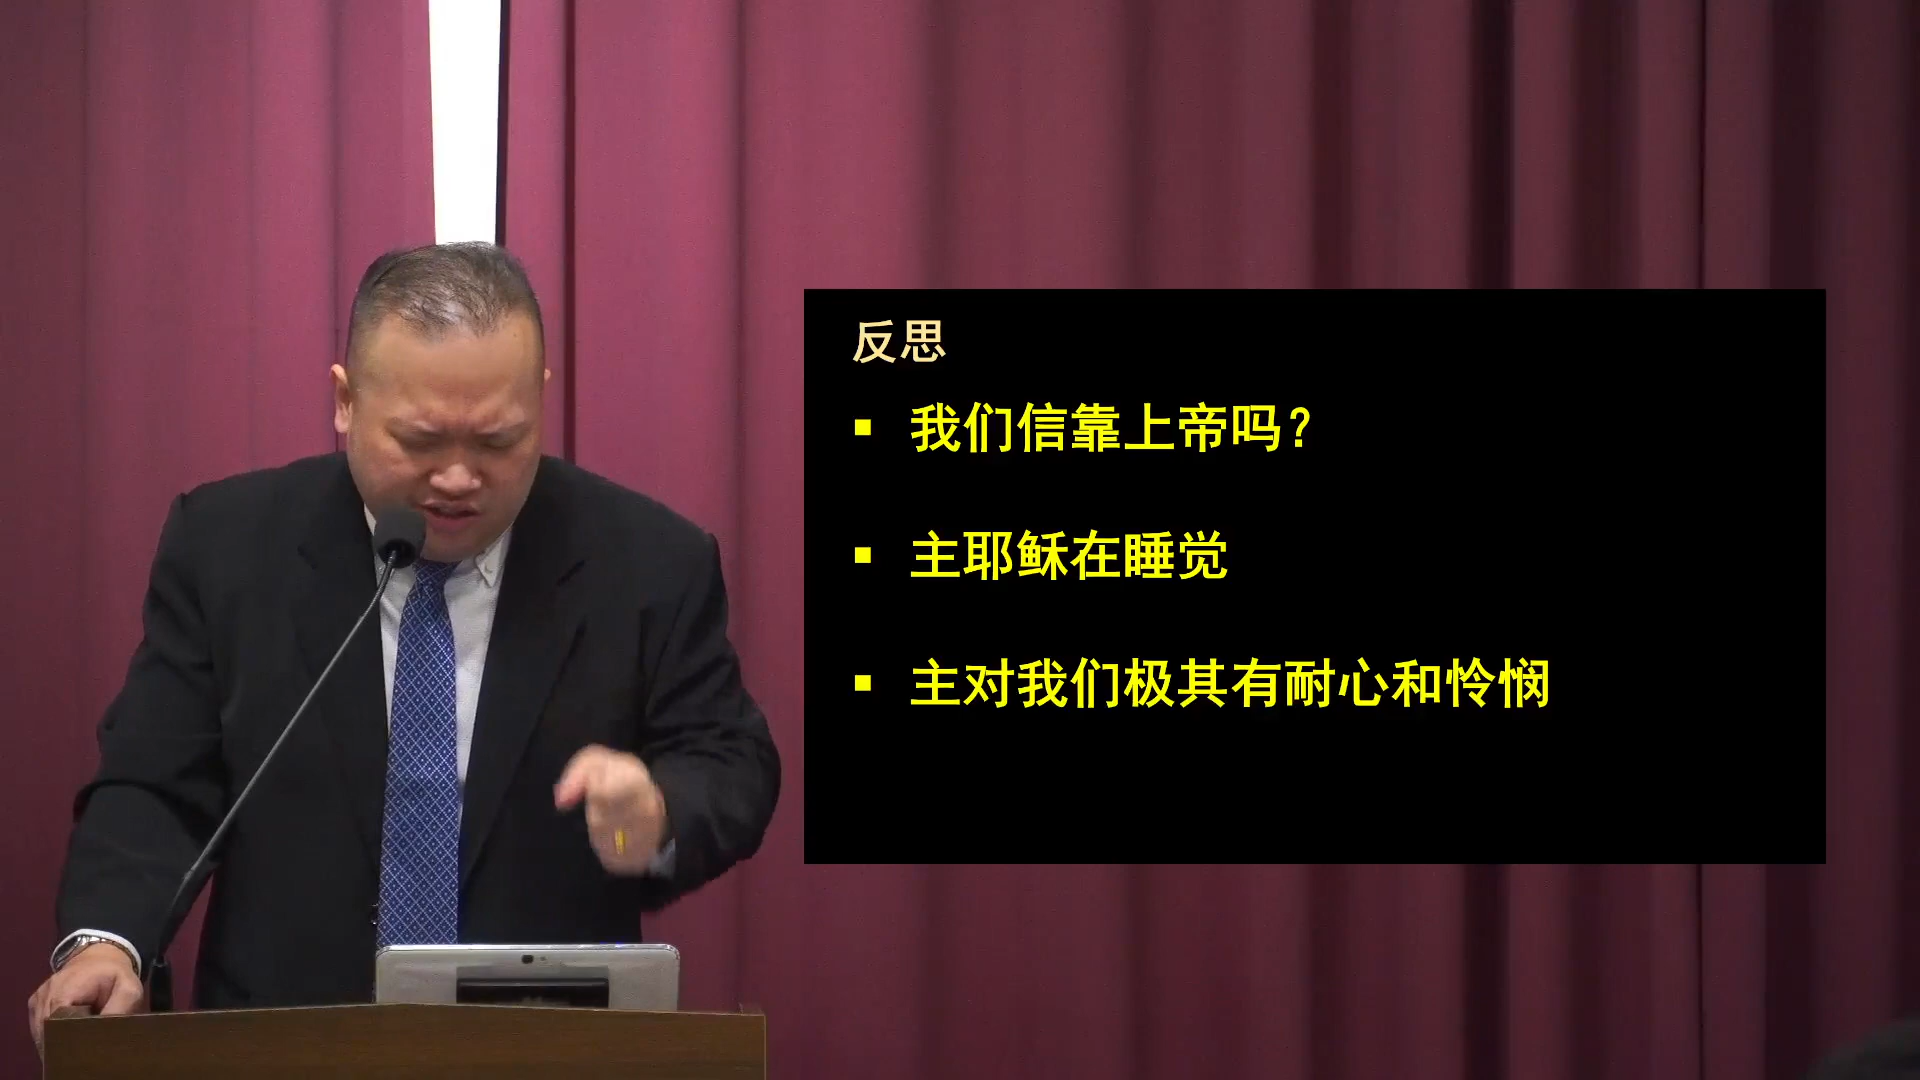 反思
▪ 我们信靠上帝吗？
▪ 主耶稣在睡觉
▪ 主对我们极其有耐心和怜悯